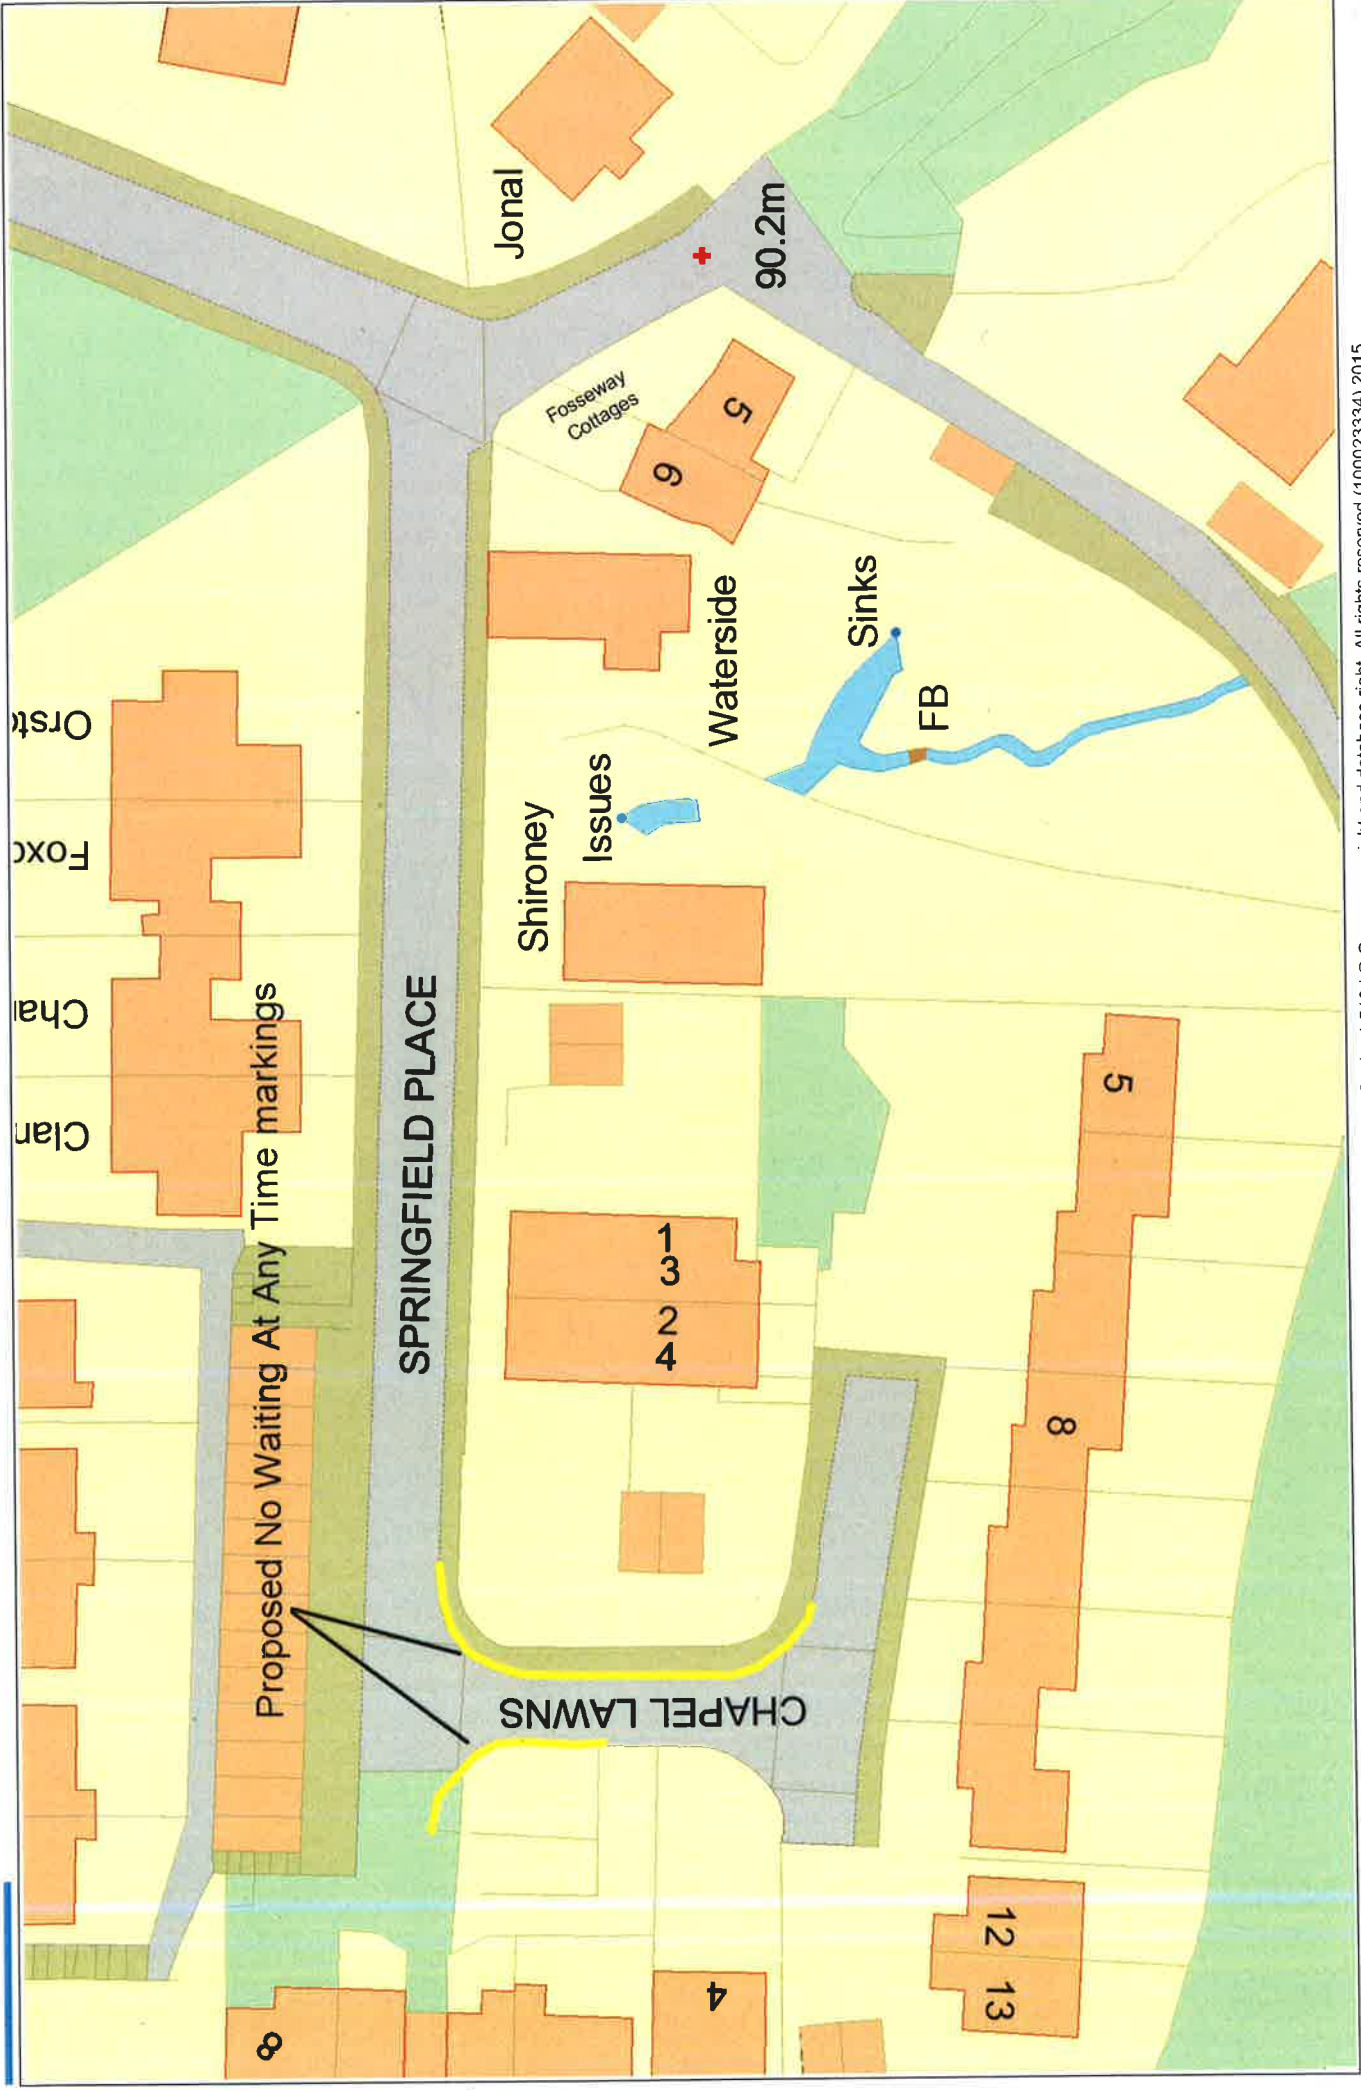 Proposed No Waiting At Any Time markings
SPRINGFIELD PLACE
CHAPEL LAWNS
Jonal
90.2m
Fosseway
Cottages
5
6
Waterside
Sinks
FB
Issues
Shironey
1
3
2
4
5
8
12
13
4
8